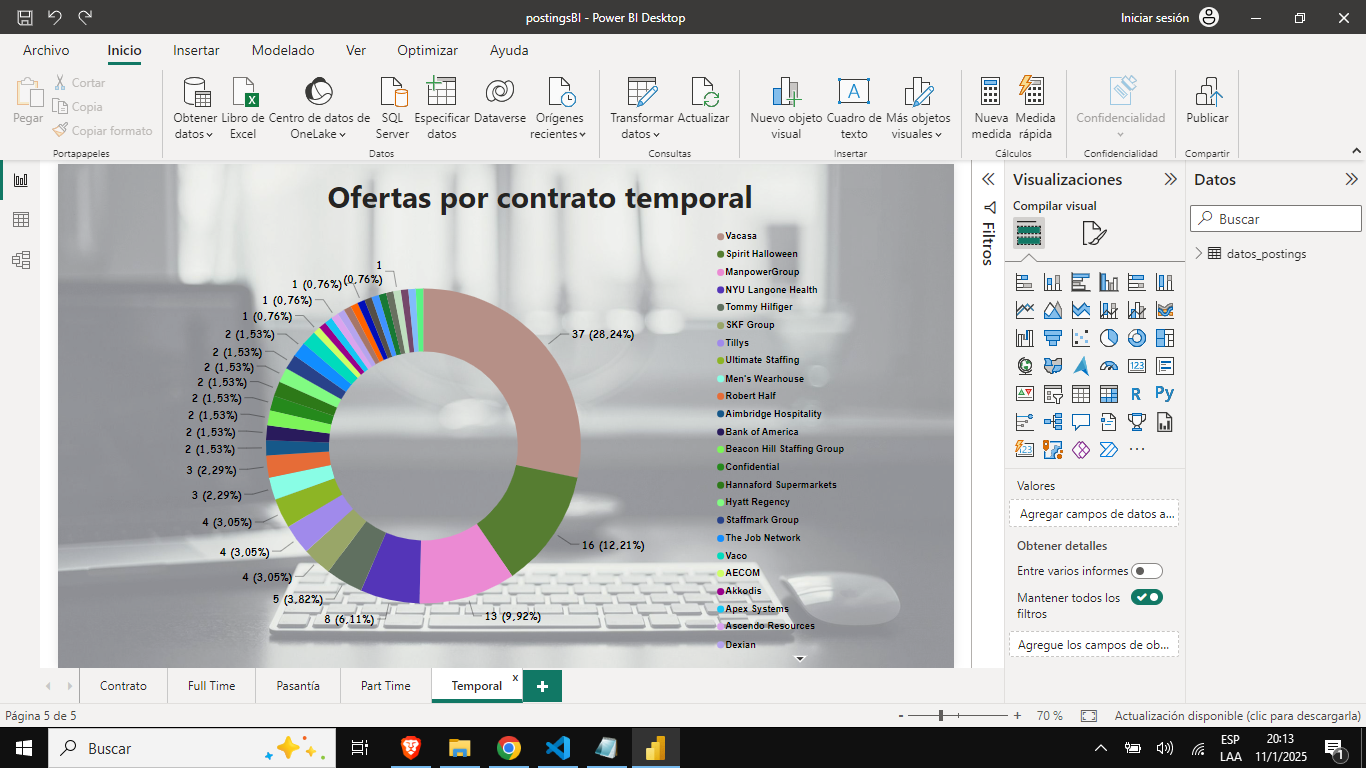 postingsBI - Power BI Desktop
Iniciar sesión
Archivo
Inicio
Insertar
Modelado
Ver
Optimizar
Ayuda
Pegar
Cortar
Copia
Copiar formato
Portapapeles
Obtener datos
Libro de Excel
Centro de datos de OneLake
SQL Server
Especificar datos
Dataverse
Orígenes recientes
Datos
Transformar datos
Actualizar
Consultas
Nuevo objeto visual
Cuadro de texto
Más objetos visuales
Insertar
Nueva medida
Medida rápida
Cálculos
Confidencialidad
Confidencialidad
Publicar
Compartir
Ofertas por contrato temporal
37 (28,24%)
16 (12,21%)
13 (9,92%)
8 (6,11%)
5 (3,82%)
4 (3,05%)
4 (3,05%)
4 (3,05%)
3 (2,29%)
3 (2,29%)
2 (1,53%)
2 (1,53%)
2 (1,53%)
2 (1,53%)
2 (1,53%)
2 (1,53%)
2 (1,53%)
1 (0,76%)
1 (0,76%)
1 (0,76%)
1
(0,76%)
Vacasa
Spirit Halloween
ManpowerGroup
NYU Langone Health
Tommy Hilfiger
SKF Group
Tillys
Ultimate Staffing
Men's Wearhouse
Robert Half
Aimbridge Hospitality
Bank of America
Beacon Hill Staffing Group
Confidential
Hannaford Supermarkets
Hyatt Regency
Staffmark Group
The Job Network
Vaco
AECOM
Akkodis
Apex Systems
Ascendo Resources
Dexian
Filtros
Visualizaciones
Compilar visual
123
R
Py
Valores
Agregar campos de datos a...
Obtener detalles
Entre varios informes
Mantener todos los
filtros
Agregue los campos de ob...
Datos
Buscar
datos_postings
Contrato
Full Time
Pasantía
Part Time
Temporal
x
Página 5 de 5
- + 70 %
Actualización disponible (clic para descargarla)
Buscar
ESP
LAA
20:13
11/1/2025
1